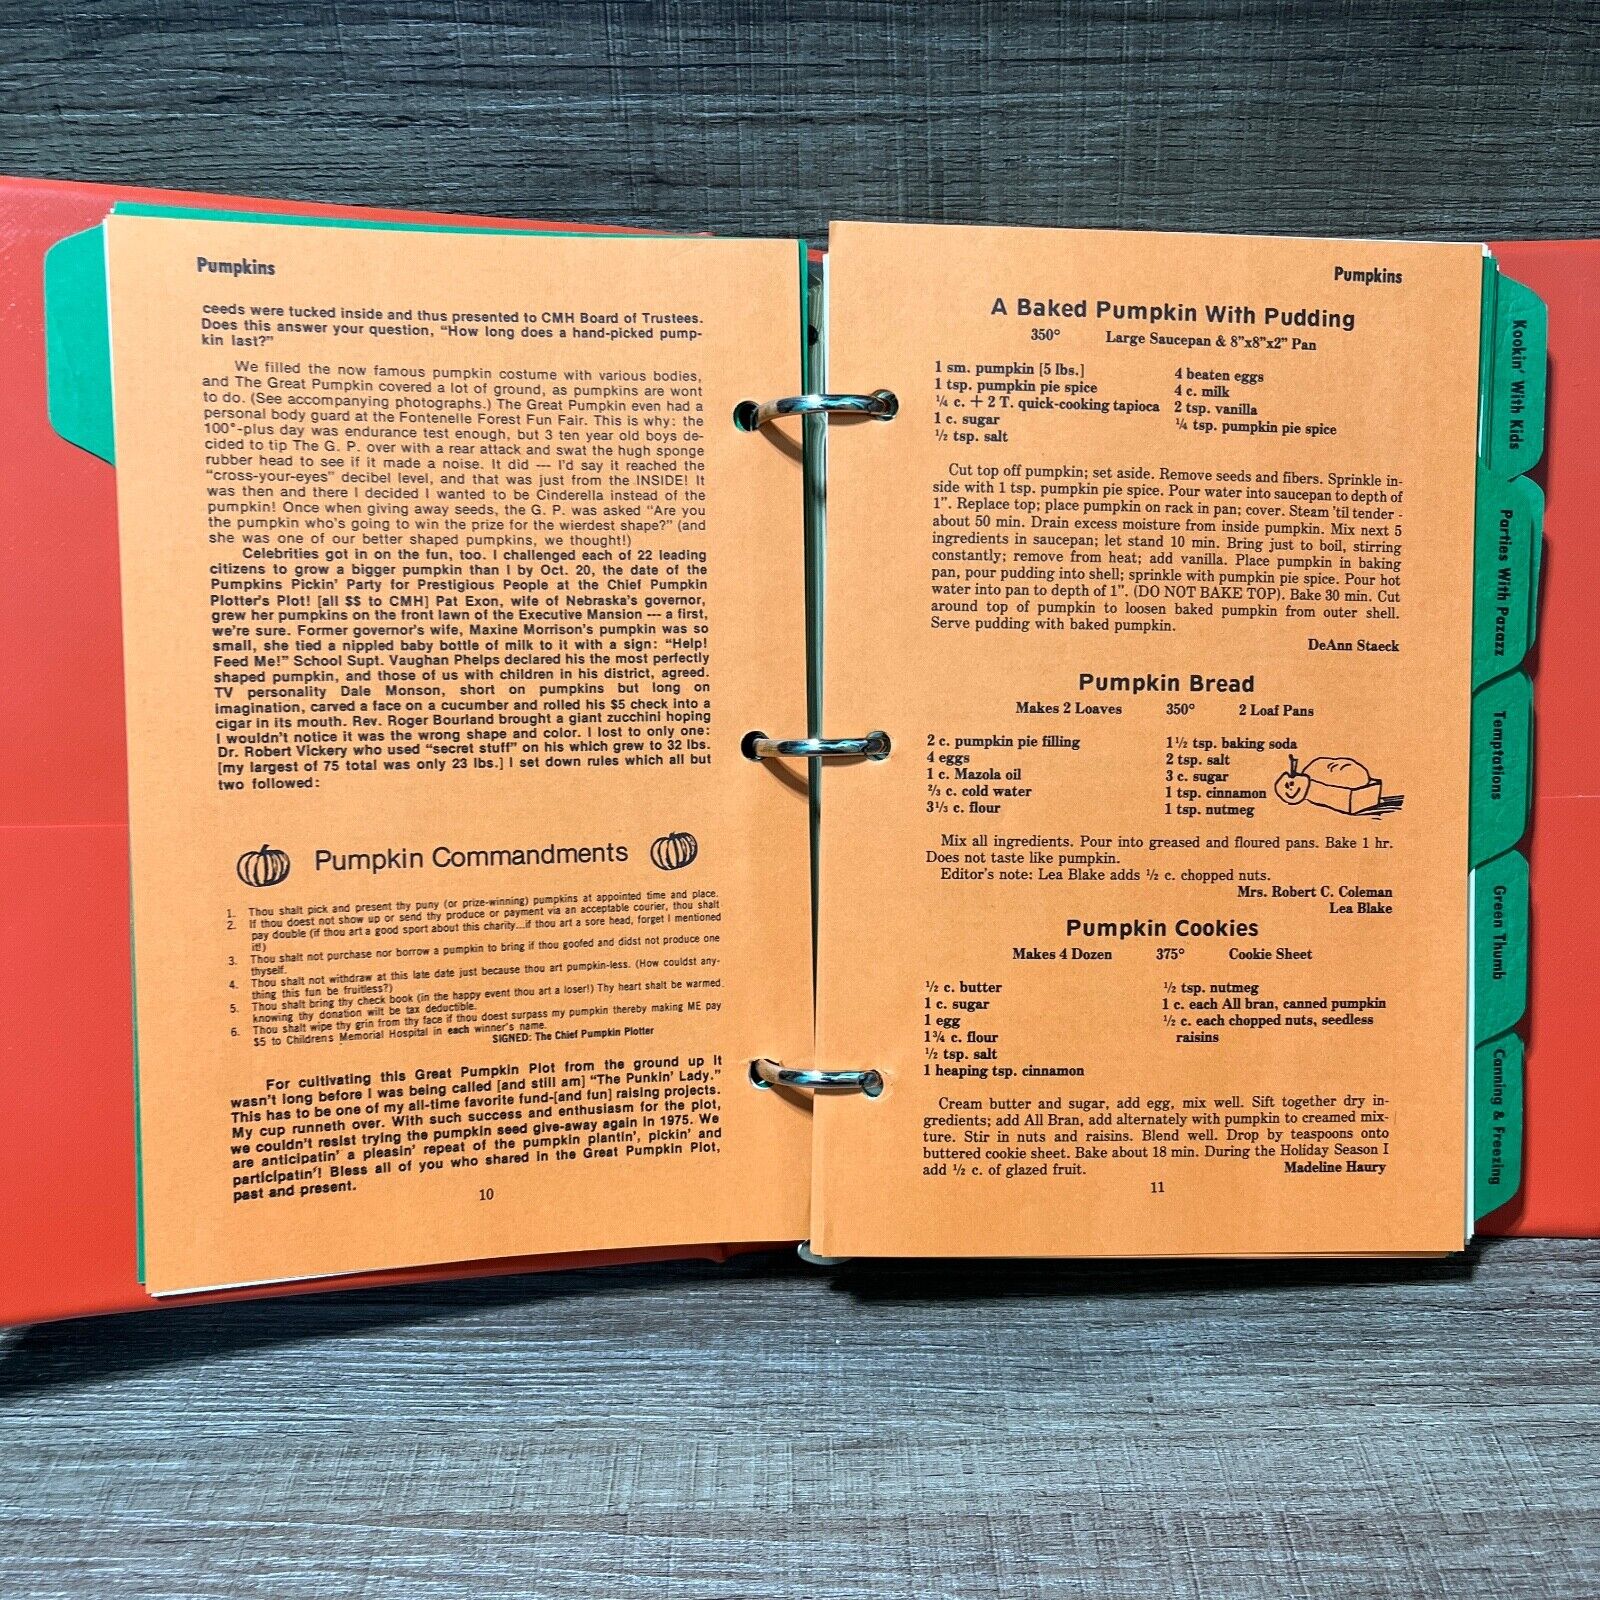 Pumpkins
ceeds were tucked inside and thus presented to CMH Board of Trustees.
Does this answer your question, "How long does a hand-picked pump-
kin last?"
We filled the now famous pumpkin costume with various bodies,
and The Great Pumpkin covered a lot of ground, as pumpkins are wont
to do. (See accompanying photographs.) The Great Pumpkin even had a
personal body guard at the Fontenelle Forest Fun Fair. This is why: the
100°-plus day was endurance test enough, but 3 ten year old boys de-
cided to tip The G. P. over with a rear attack and swat the hugh sponge
rubber head to see if it made a noise. It did — I'd say it reached the
"cross-your-eyes" decibel level, and that was just from the INSIDE! It
was then and there I decided I wanted to be Cinderella instead of the
pumpkin! Once when giving away seeds, the G. P. was asked "Are you
the pumpkin who's going to win the prize for the wierdest shape?" (and
she was one of our better shaped pumpkins, we thought!)
Celebrities got in on the fun, too. I challenged each of 22 leading
citizens to grow a bigger pumpkin than I by Oct. 20, the date of the
Pumpkins Pickin' Party for Prestigious People at the Chief Pumpkin
Plotter's Plot! [all $$ to CMH] Pat Exon, wife of Nebraska's governor,
grew her pumpkins on the front lawn of the Executive Mansion — a first,
we're sure. Former governor's wife, Maxine Morrison's pumpkin was so
small, she tied a nippled baby bottle of milk to it with a sign: "Help!
Feed Me!" School Supt. Vaughan Phelps declared his the most perfectly
shaped pumpkin, and those of us with children in his district, agreed.
TV personality Dale Monson, short on pumpkins but long on
imagination, carved a face on a cucumber and rolled his $5 check into a
cigar in its mouth. Rev. Roger Bourland brought a giant zucchini hoping
I wouldn't notice it was the wrong shape and color. I lost to only one:
Dr. Robert Vickery who used "secret stuff" on his which grew to 32 lbs.
[my largest of 75 total was only 23 lbs.] I set down rules which all but
two followed:
Pumpkin Commandments
1. Thou shalt pick and present thy puny (or prize-winning) pumpkins at appointed time and place.
2. If thou doest not show up or send thy produce or payment via an acceptable courier, thou shalt
pay double (if thou art a good sport about this charity...if thou art a sore head, forget I mentioned
it!)
3. Thou shalt not purchase nor borrow a pumpkin to bring if thou goofed and didst not produce one
thyself.
4. Thou shalt not withdraw at this late date just because thou art pumpkin-less. (How couldst any-
thing this fun be fruitless?)
5. Thou shalt bring thy check book (in the happy event thou art a loser!) Thy heart shalt be warmed
knowing thy donation will be tax deductible.
6. Thou shalt wipe thy grin from thy face if thou doest surpass my pumpkin thereby making ME pay
$5 to Childrens Memorial Hospital in each winner's name.
SIGNED: The Chief Pumpkin Plotter
For cultivating this Great Pumpkin Plot from the ground up It
wasn't long before I was being called [and still am] "The Punkin' Lady."
This has to be one of my all-time favorite fund-[and fun] raising projects.
My cup runneth over. With such success and enthusiasm for the plot,
we couldn't resist trying the pumpkin seed give-away again in 1975. We
are anticipatin' a pleasin' repeat of the pumpkin plantin', pickin' and
participatin'! Bless all of you who shared in the Great Pumpkin Plot,
past and present.
10
Pumpkins
A Baked Pumpkin With Pudding
350° Large Saucepan & 8"x8"x2" Pan
1 sm. pumpkin [5 lbs.]
1 tsp. pumpkin pie spice
¼ c. + 2 T. quick-cooking tapioca
1 c. sugar
½ tsp. salt
4 beaten eggs
4 c. milk
2 tsp. vanilla
¼ tsp. pumpkin pie spice
Cut top off pumpkin; set aside. Remove seeds and fibers. Sprinkle in-
side with 1 tsp. pumpkin pie spice. Pour water into saucepan to depth of
1". Replace top; place pumpkin on rack in pan; cover. Steam 'til tender -
about 50 min. Drain excess moisture from inside pumpkin. Mix next 5
ingredients in saucepan; let stand 10 min. Bring just to boil, stirring
constantly; remove from heat; add vanilla. Place pumpkin in baking
pan, pour pudding into shell; sprinkle with pumpkin pie spice. Pour hot
water into pan to depth of 1". (DO NOT BAKE TOP). Bake 30 min. Cut
around top of pumpkin to loosen baked pumpkin from outer shell.
Serve pudding with baked pumpkin.
DeAnn Staeck
Pumpkin Bread
Makes 2 Loaves 350° 2 Loaf Pans
2 c. pumpkin pie filling
4 eggs
1 c. Mazola oil
⅔ c. cold water
3⅓ c. flour
1½ tsp. baking soda
2 tsp. salt
3 c. sugar
1 tsp. cinnamon
1 tsp. nutmeg
Mix all ingredients. Pour into greased and floured pans. Bake 1 hr.
Does not taste like pumpkin.
Editor's note: Lea Blake adds ½ c. chopped nuts.
Mrs. Robert C. Coleman
Lea Blake
Pumpkin Cookies
Makes 4 Dozen 375° Cookie Sheet
½ c. butter
1 c. sugar
1 egg
1¾ c. flour
½ tsp. salt
1 heaping tsp. cinnamon
½ tsp. nutmeg
1 c. each All bran, canned pumpkin
½ c. each chopped nuts, seedless
raisins
Cream butter and sugar, add egg, mix well. Sift together dry in-
gredients; add All Bran, add alternately with pumpkin to creamed mix-
ture. Stir in nuts and raisins. Blend well. Drop by teaspoons onto
buttered cookie sheet. Bake about 18 min. During the Holiday Season I
add ½ c. of glazed fruit. Madeline Haury
11
Kookin' With Kids
Parties With Pazazz
Temptations
Green Thumb
Canning & Freezing